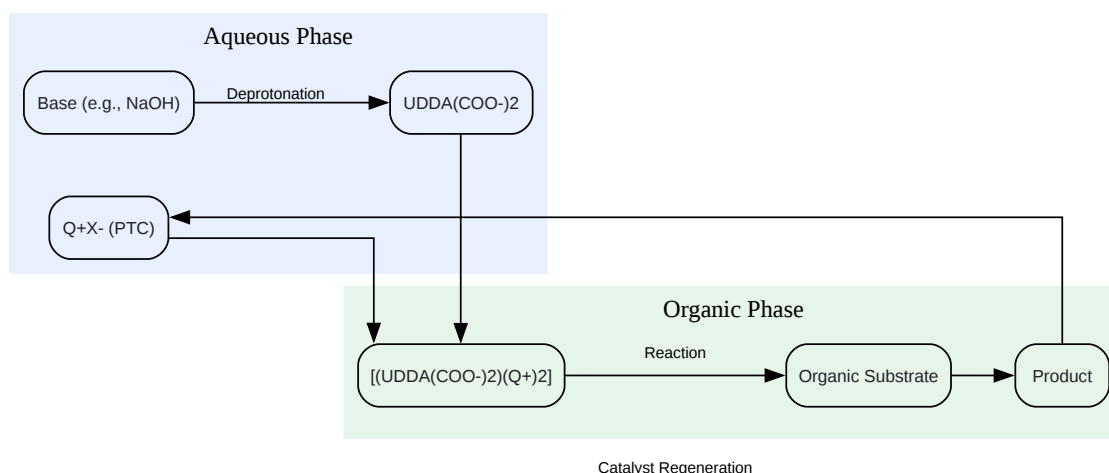 Aqueous Phase
Base (e.g., NaOH)
Deprotonation
UDDA(COO-)2
Q+X- (PTC)
Organic Phase
[(UDDA(COO-)2)(Q+)2]
Reaction
Organic Substrate
Product
Catalyst Regeneration